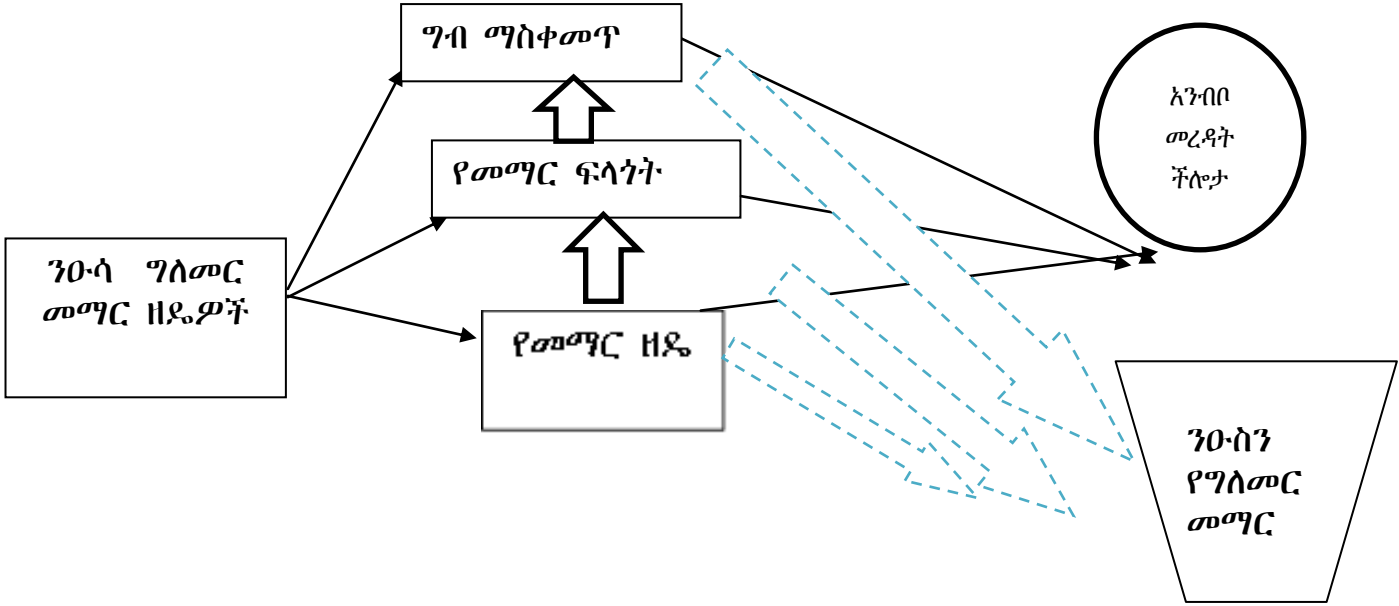 ግብ ማስቀመጥ
የመማር ፍላጎት
ንዑሳ ግለመር
መማር ዘዴዎች
የመማር ዘዴ
አንብቦ
መረዳት
ችሎታ
ንዑስን
የግለመር
መማር